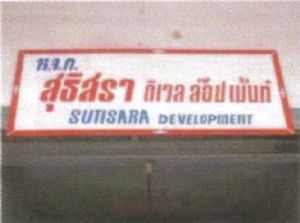 ห.จ.ก.
สุธิสรา ดิเวล ล๊อปเม้นท์
SUTISARA DEVELOPMENT